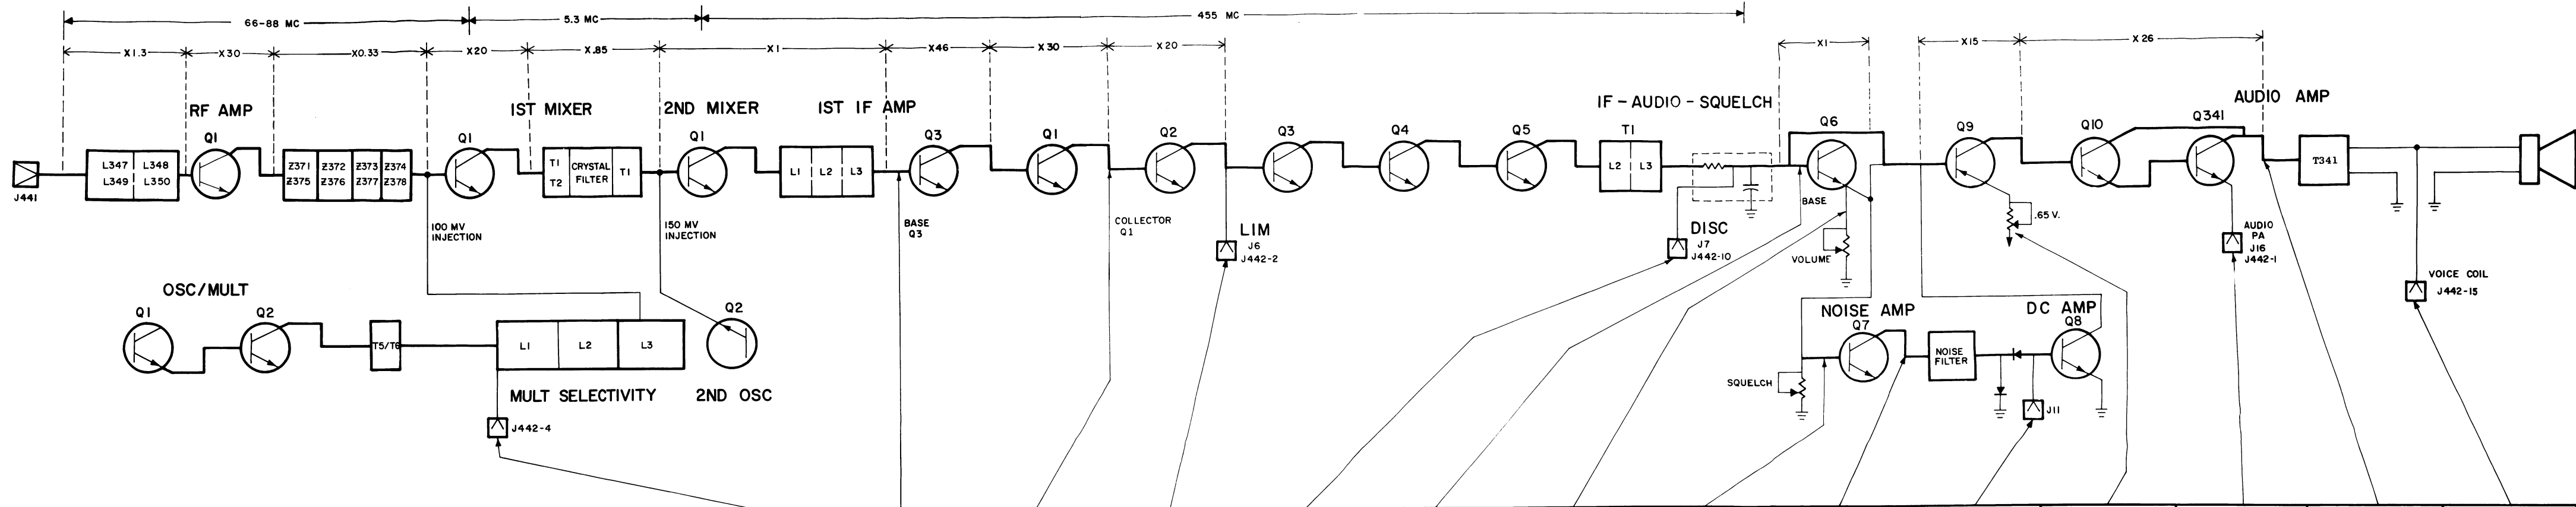 66-88 MC
5.3 MC
455 MC
X1.3
X30
X0.33
X20
X.85
X1
X46
X30
X20
X1
X15
X26
RF AMP
1ST MIXER
2ND MIXER
1ST IF AMP
IF-AUDIO-SQUELCH
AUDIO AMP
Q1
Q1
Q1
Q3
Q1
Q2
Q3
Q4
Q5
T1
Q6
Q9
Q10
Q341
J441
L347 L348
L349 L350
Z371 Z372 Z373 Z374
Z375 Z376 Z377 Z378
T1
T2
CRYSTAL
FILTER
T1
L1 L2 L3
L2 L3
T341
100 MV
INJECTION
150 MV
INJECTION
BASE
Q3
COLLECTOR
Q1
LIM
J6
J442-2
DISC
J7
J442-10
BASE
VOLUME
.65 V.
AUDIO
PA
J16
J442-1
VOICE COIL
J442-15
OSC/MULT
Q1
Q2
T5/T6
L1
L2
L3
Q2
MULT SELECTIVITY
2ND OSC
J442-4
NOISE AMP
Q7
DC AMP
Q8
NOISE
FILTER
SQUELCH
J11